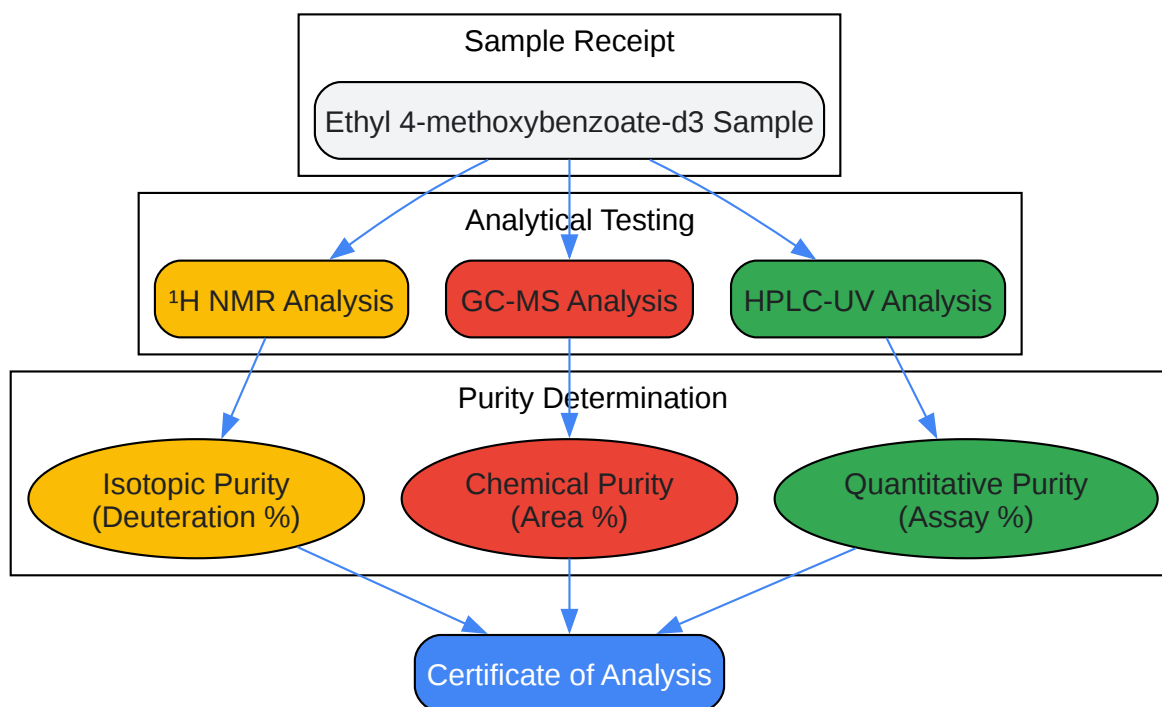 Sample Receipt
Ethyl 4-methoxybenzoate-d3 Sample
Analytical Testing
¹H NMR Analysis
GC-MS Analysis
HPLC-UV Analysis
Purity Determination
Isotopic Purity
(Deuteration %)
Chemical Purity
(Area %)
Quantitative Purity
(Assay %)
Certificate of Analysis